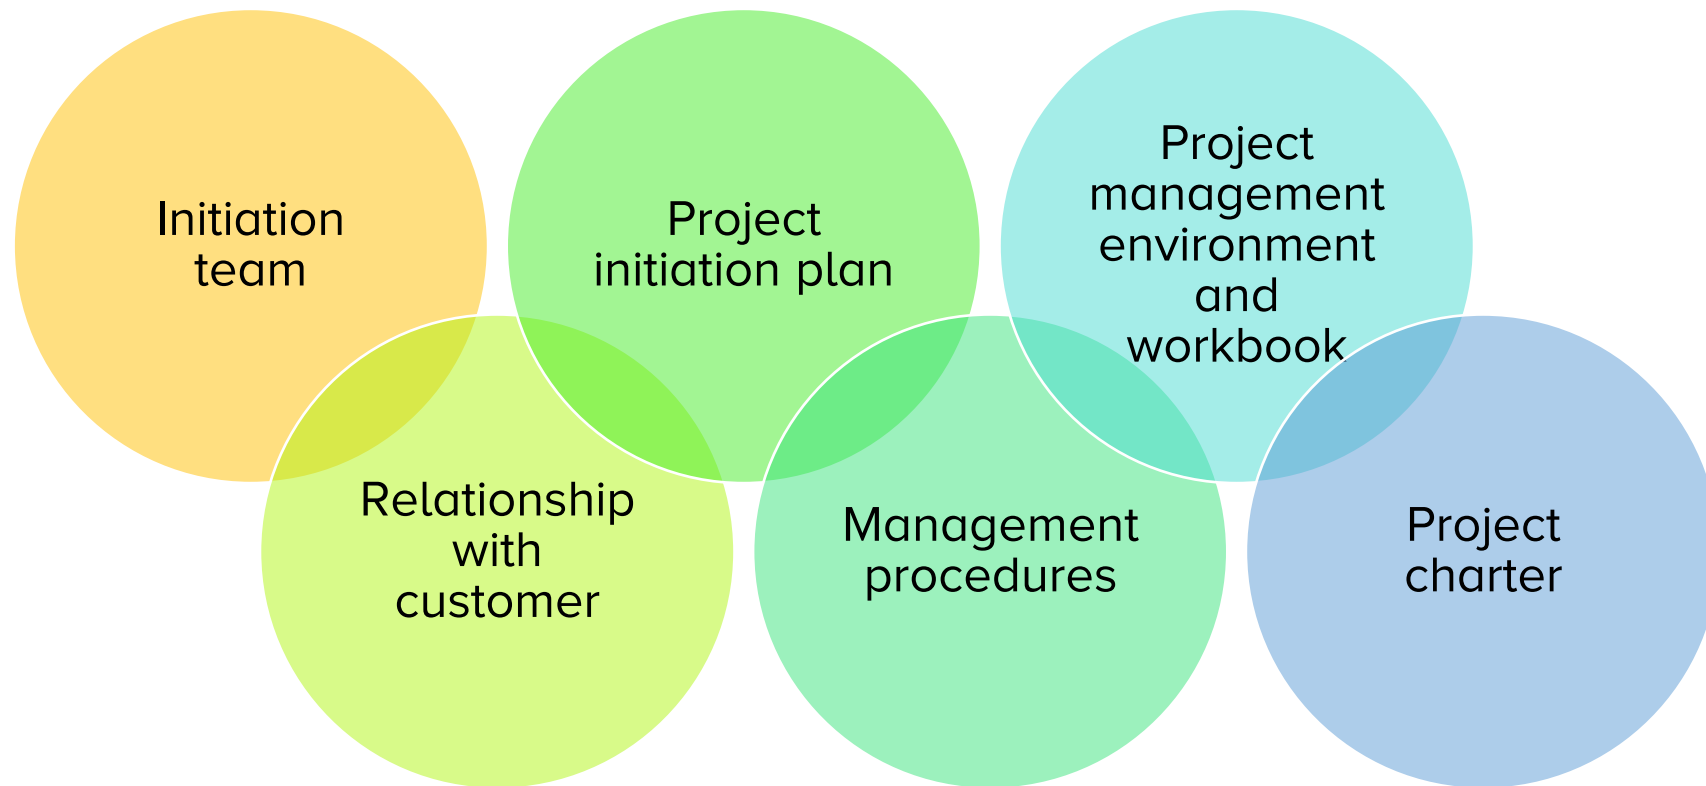 Initiation
team
Relationship
with
customer
Project
initiation plan
Management
procedures
Project
management
environment
and
workbook
Project
charter